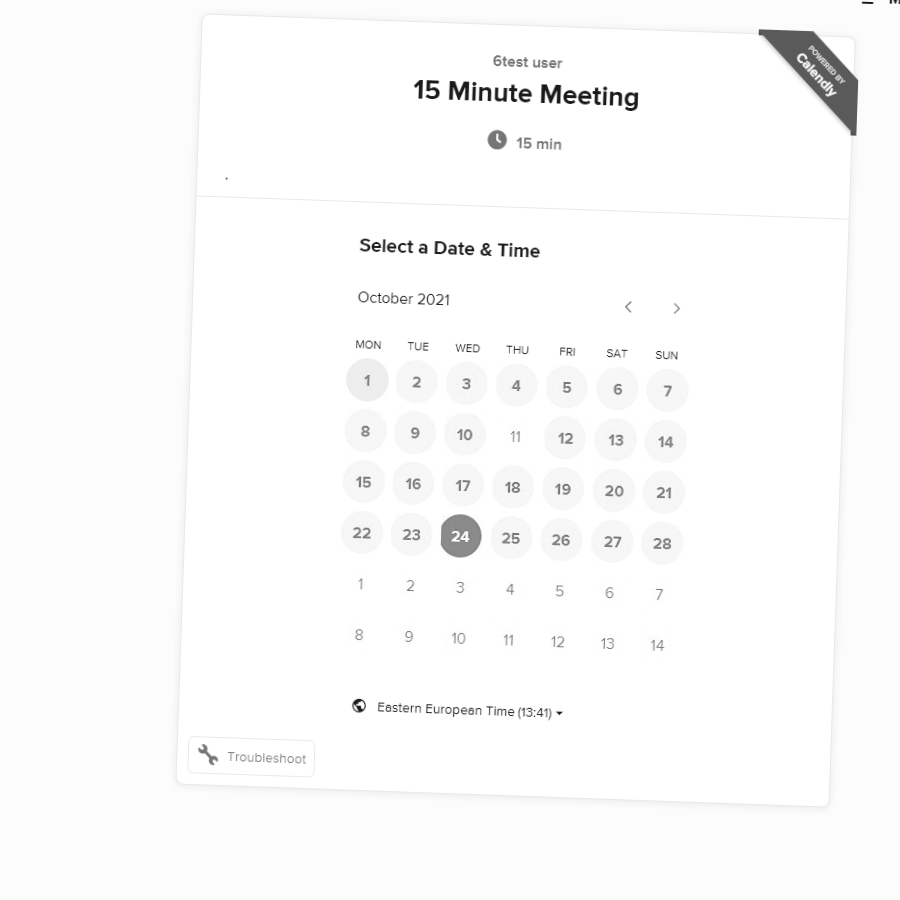 6test user
15 Minute Meeting
15 min
POWERED BY
Calendly
.
Select a Date & Time
October 2021
MON TUE WED THU FRI SAT SUN
1 2 3 4 5 6 7
8 9 10 11 12 13 14
15 16 17 18 19 20 21
22 23 24 25 26 27 28
1 2 3 4 5 6 7
8 9 10 11 12 13 14
Eastern European Time (13:41)
Troubleshoot